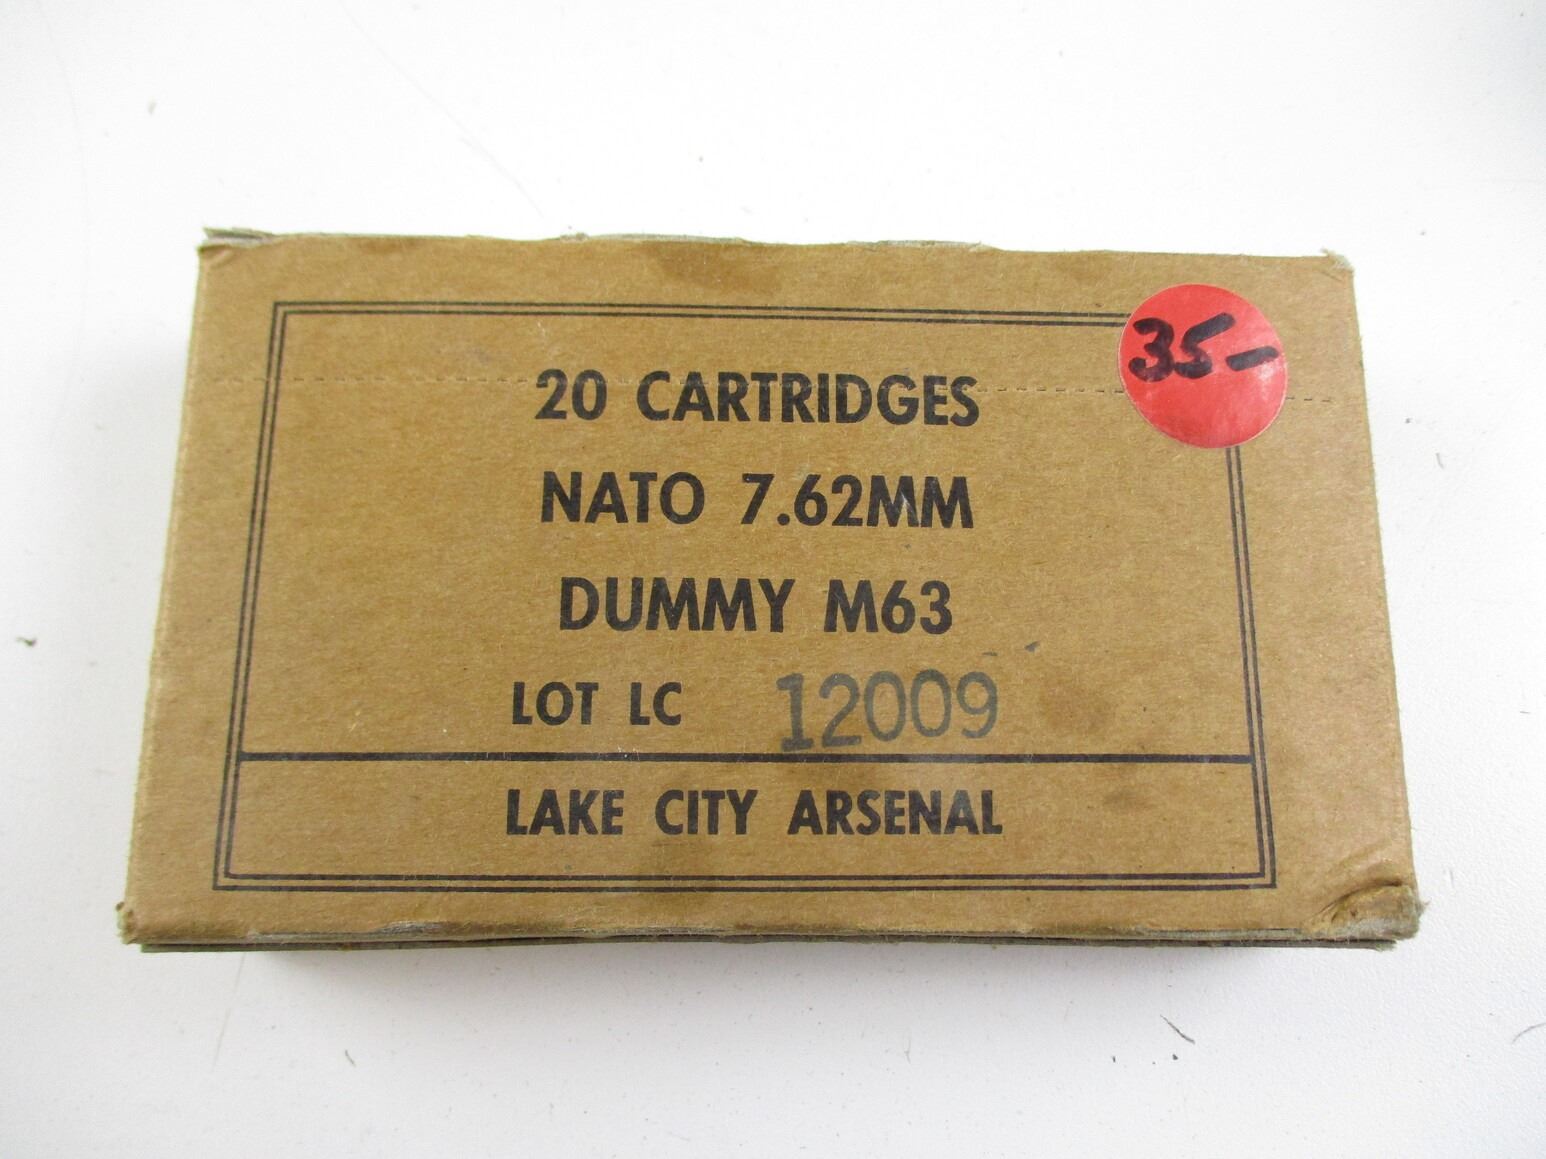 35-
20 CARTRIDGES
NATO 7.62MM
DUMMY M63
LOT LC 12009
LAKE CITY ARSENAL